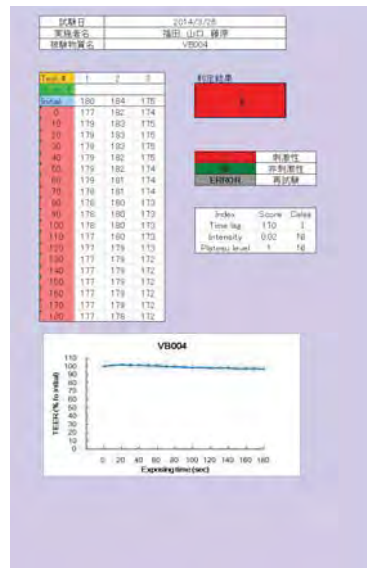 試験日 2014/3/28
実施者名 福田、山口、藤原
被験物質名 VB004
Test # 1 2 3 判定結果
Initial 180 184 175
0 177 182 174
10 179 183 175
20 179 183 175
30 179 183 175
40 179 182 175 刺激性
50 179 182 174 非刺激性
60 179 181 174 ERROR 再試験
70 178 181 174
80 178 180 173
90 178 180 173 Index Score Categ
100 178 180 173 Time lag 110 I
110 177 180 173 Intensity 0.02 NI
120 177 179 173 Plateau level 1 NI
130 177 179 172
140 177 179 172
150 177 179 172
160 177 179 172
170 177 179 172
180 177 178 172
VB004
TEER (% to initial)
110
100
90
80
70
60
50
40
30
20
10
0
0 20 40 60 80 100 120 140 160 180
Exposing time (sec)